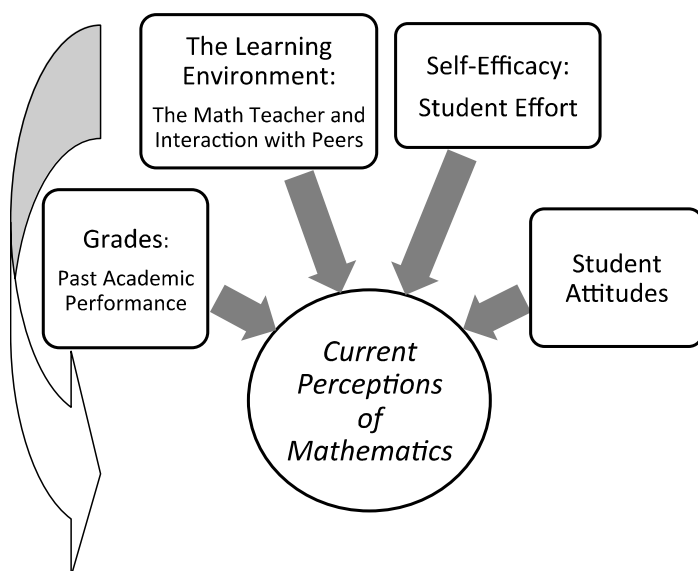 The Learning
Environment:
The Math Teacher and
Interaction with Peers
Self-Efficacy:
Student Effort
Grades:
Past Academic
Performance
Student
Attitudes
Current
Perceptions
of
Mathematics